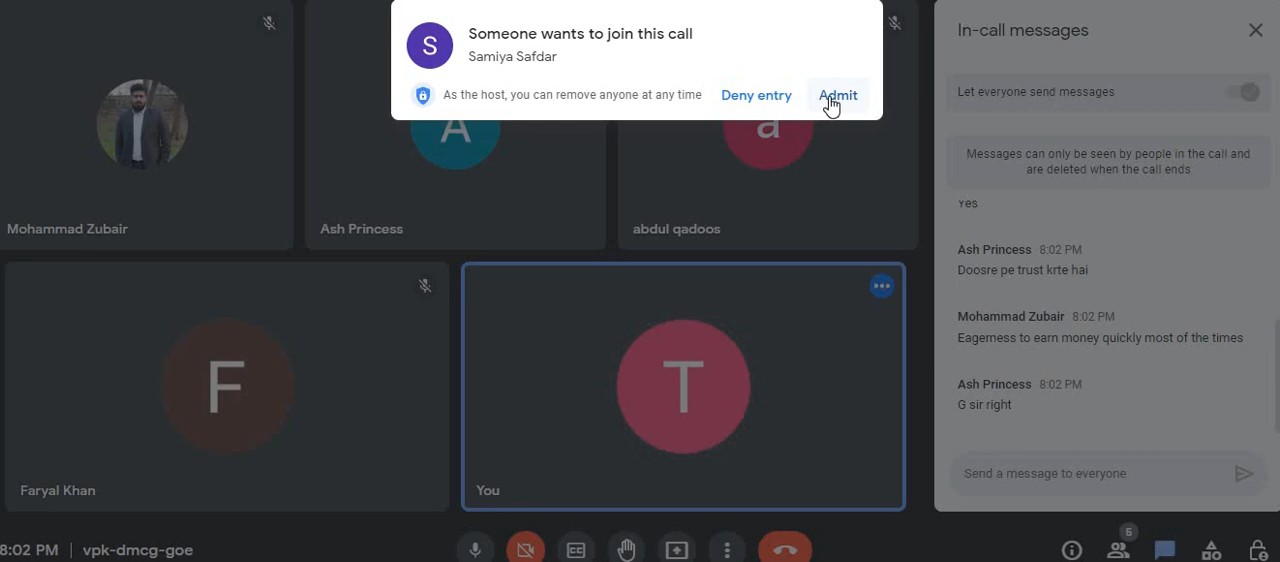 Someone wants to join this call
S
Samiya Safdar
As the host, you can remove anyone at any time
Deny entry
Admit
A
a
Mohammad Zubair
Ash Princess
abdul qadoos
F
T
Faryal Khan
You
In-call messages
Let everyone send messages
Messages can only be seen by people in the call and
are deleted when the call ends
Yes
Ash Princess 8:02 PM
Doosre pe trust krte hai
Mohammad Zubair 8:02 PM
Eagerness to earn money quickly most of the times
Ash Princess 8:02 PM
G sir right
Send a message to everyone
8:02 PM | vpk-dmcg-goe
CC
5